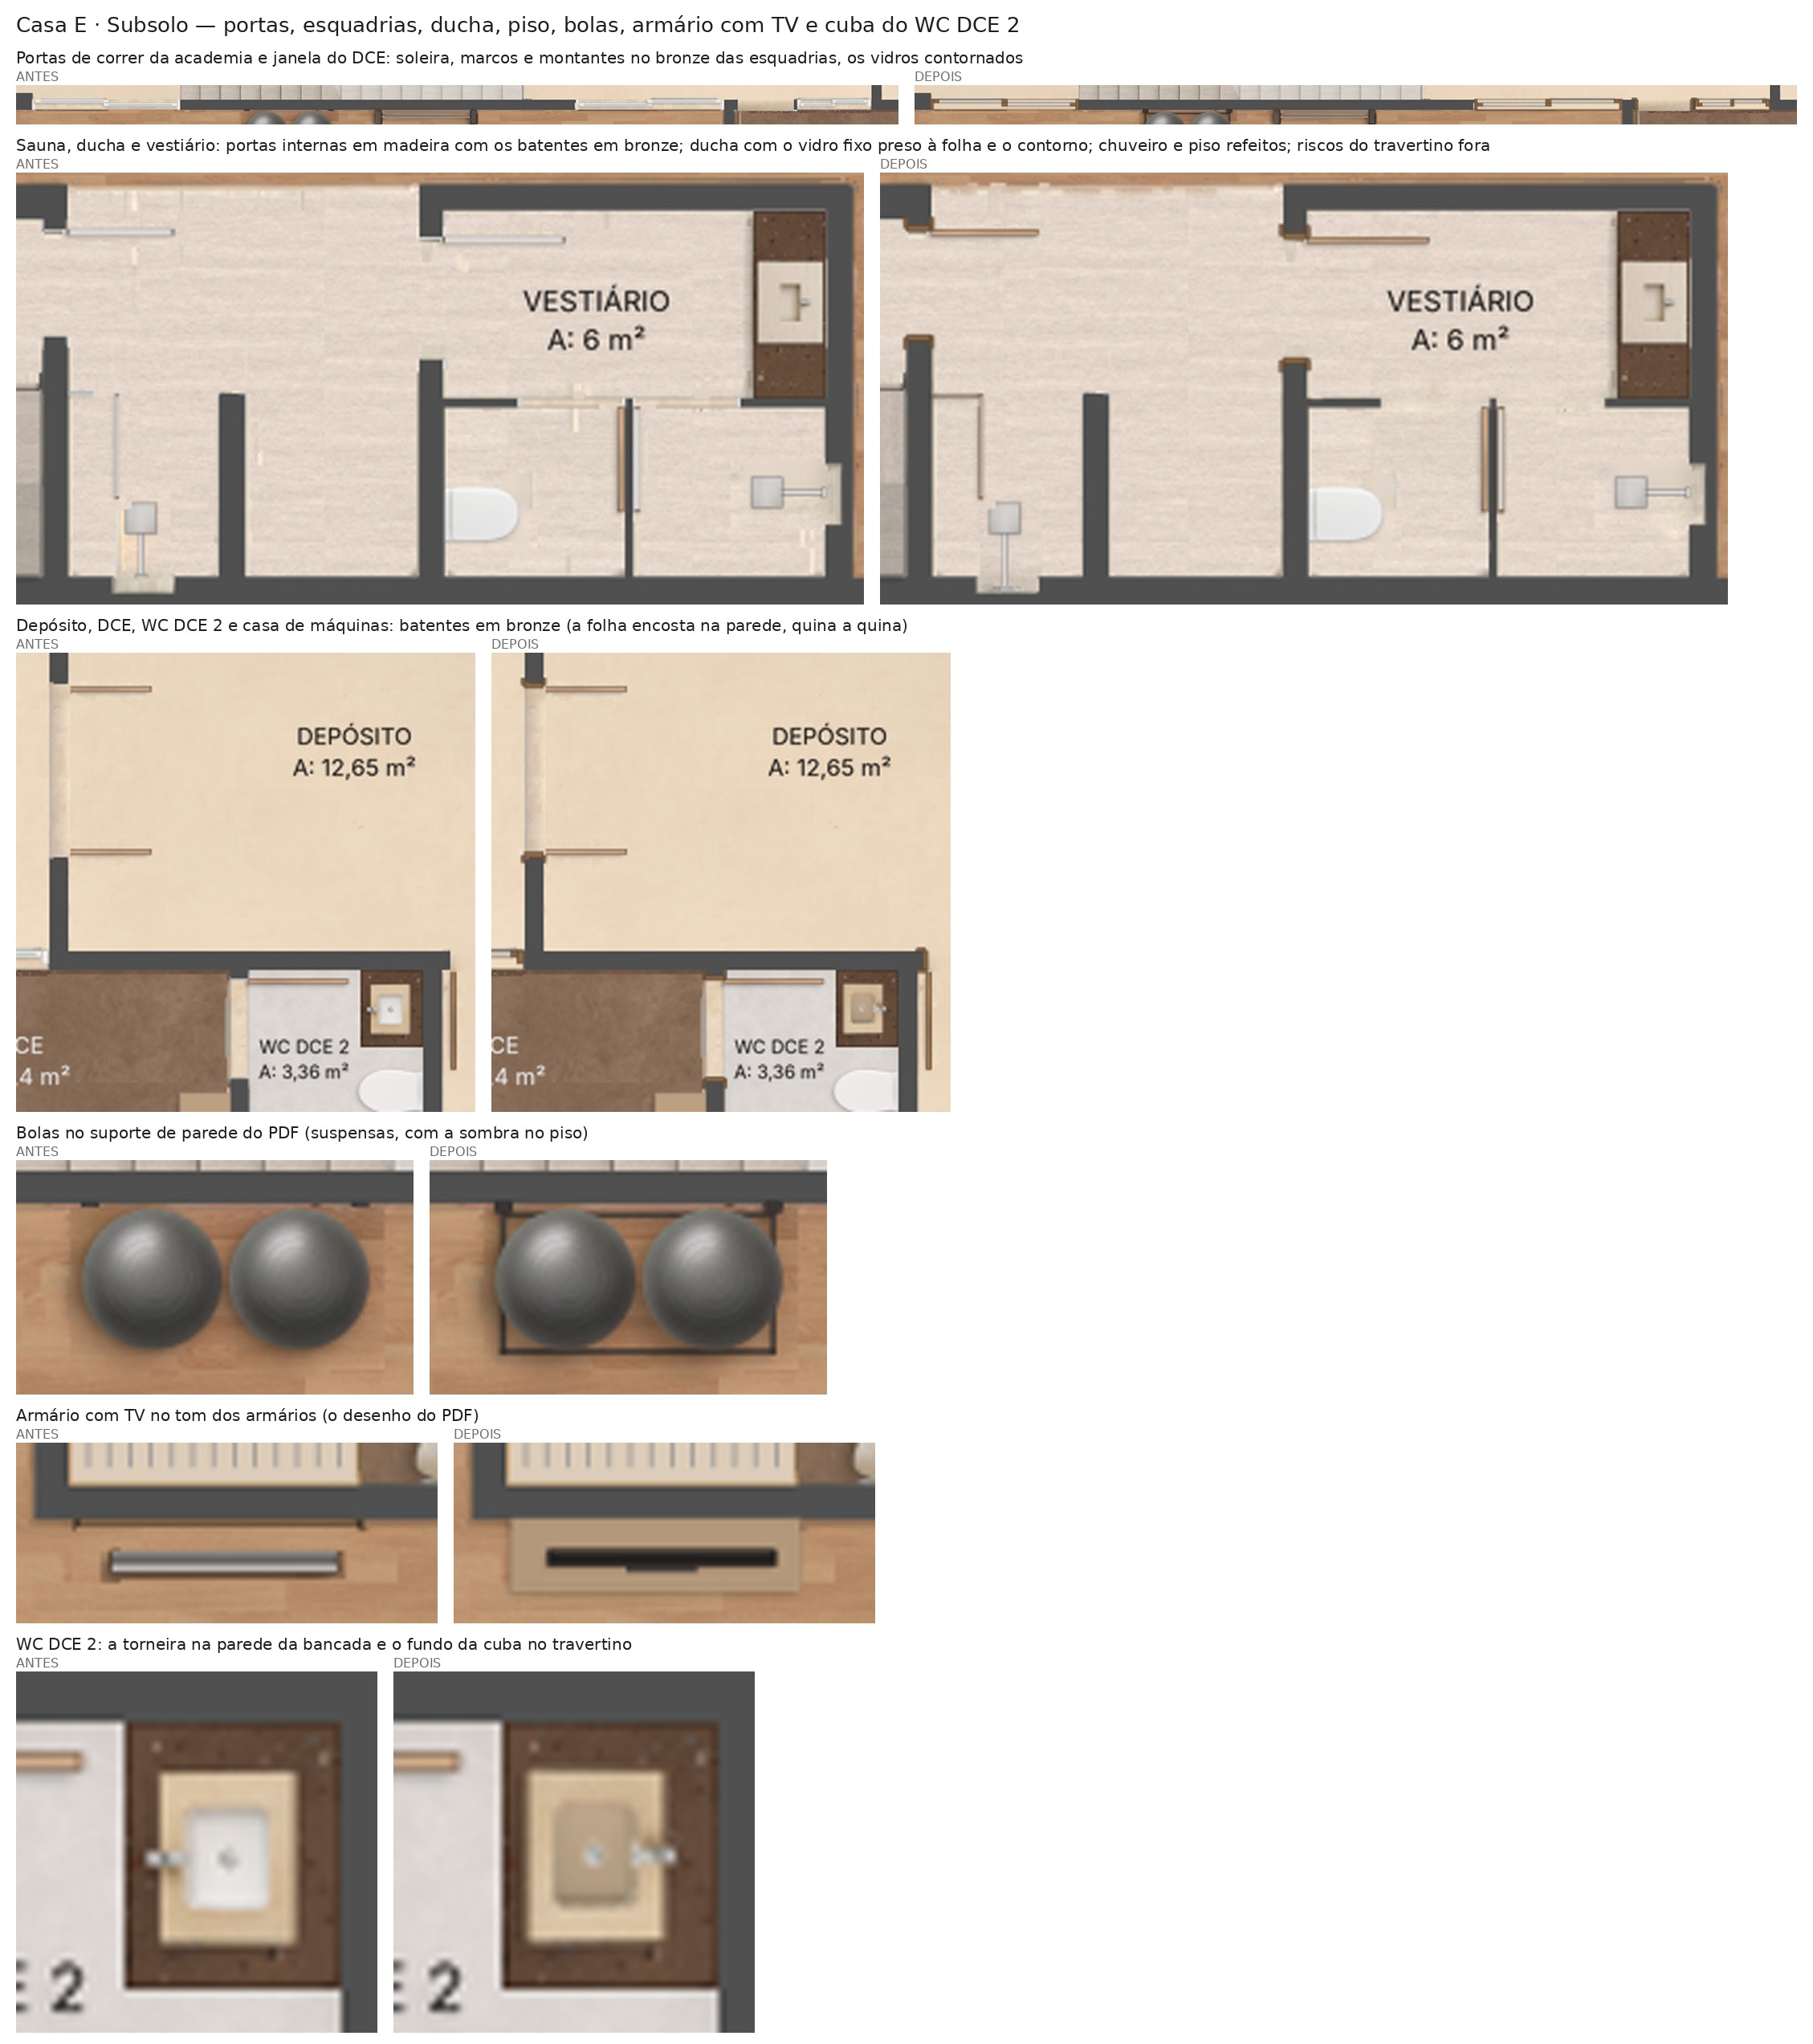 Casa E · Subsolo — portas, esquadrias, ducha, piso, bolas, armário com TV e cuba do WC DCE 2
Portas de correr da academia e janela do DCE: soleira, marcos e montantes no bronze das esquadrias, os vidros contornados
ANTES
DEPOIS
Sauna, ducha e vestiário: portas internas em madeira com os batentes em bronze; ducha com o vidro fixo preso à folha e o contorno; chuveiro e piso refeitos; riscos do travertino fora
ANTES
DEPOIS
VESTIÁRIO
A: 6 m²
VESTIÁRIO
A: 6 m²
Depósito, DCE, WC DCE 2 e casa de máquinas: batentes em bronze (a folha encosta na parede, quina a quina)
ANTES
DEPOIS
DEPÓSITO
A: 12,65 m²
DEPÓSITO
A: 12,65 m²
CE
,4 m²
WC DCE 2
A: 3,36 m²
CE
,4 m²
WC DCE 2
A: 3,36 m²
Bolas no suporte de parede do PDF (suspensas, com a sombra no piso)
ANTES
DEPOIS
Armário com TV no tom dos armários (o desenho do PDF)
ANTES
DEPOIS
WC DCE 2: a torneira na parede da bancada e o fundo da cuba no travertino
ANTES
DEPOIS
E 2
E 2